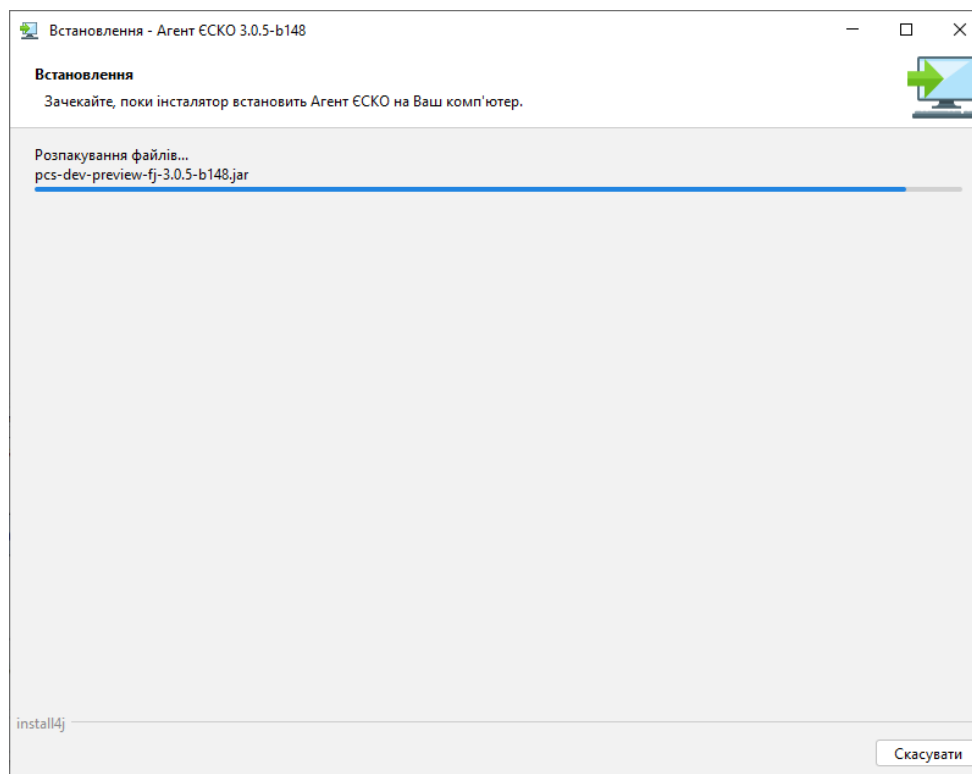 Встановлення - Агент ЄСКО 3.0.5-b148
Встановлення
Зачекайте, поки інсталятор встановить Агент ЄСКО на Ваш комп'ютер.
Розпакування файлів...
pcs-dev-preview-fj-3.0.5-b148.jar
install4j
Скасувати